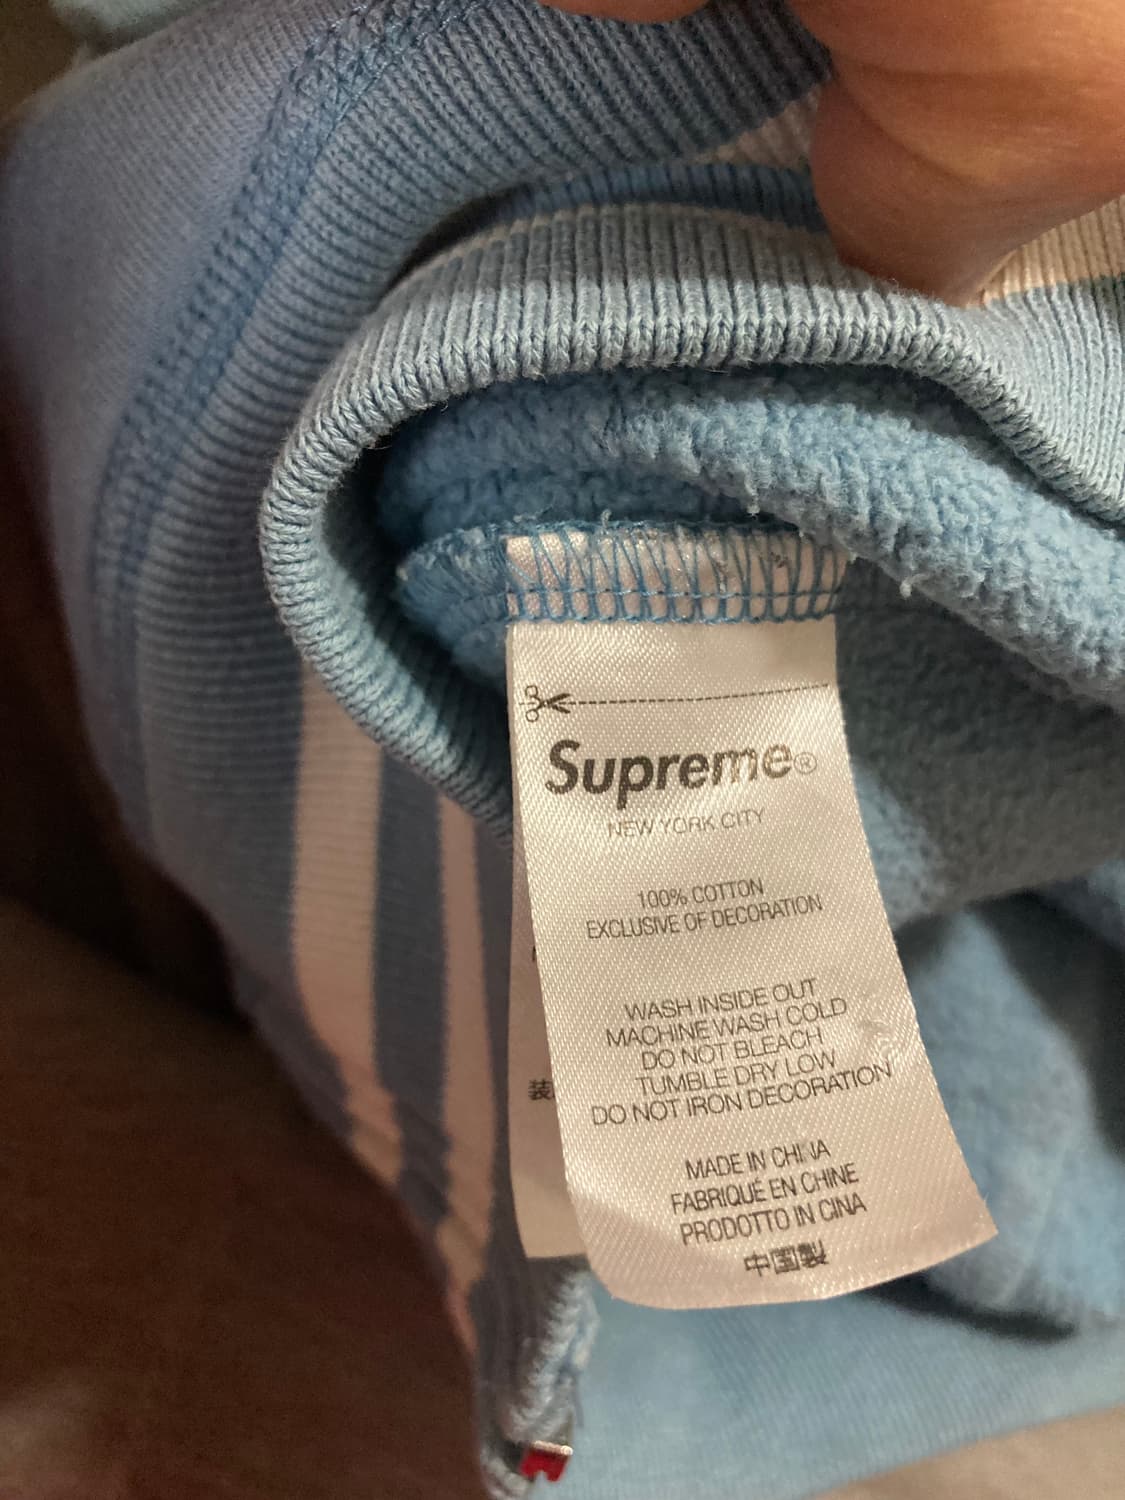 Supreme®
NEW YORK CITY
100% COTTON
EXCLUSIVE OF DECORATION
WASH INSIDE OUT
MACHINE WASH COLD
DO NOT BLEACH
TUMBLE DRY LOW
DO NOT IRON DECORATION
MADE IN CHINA
FABRIQUÉ EN CHINE
PRODOTTO IN CINA
中国製
装